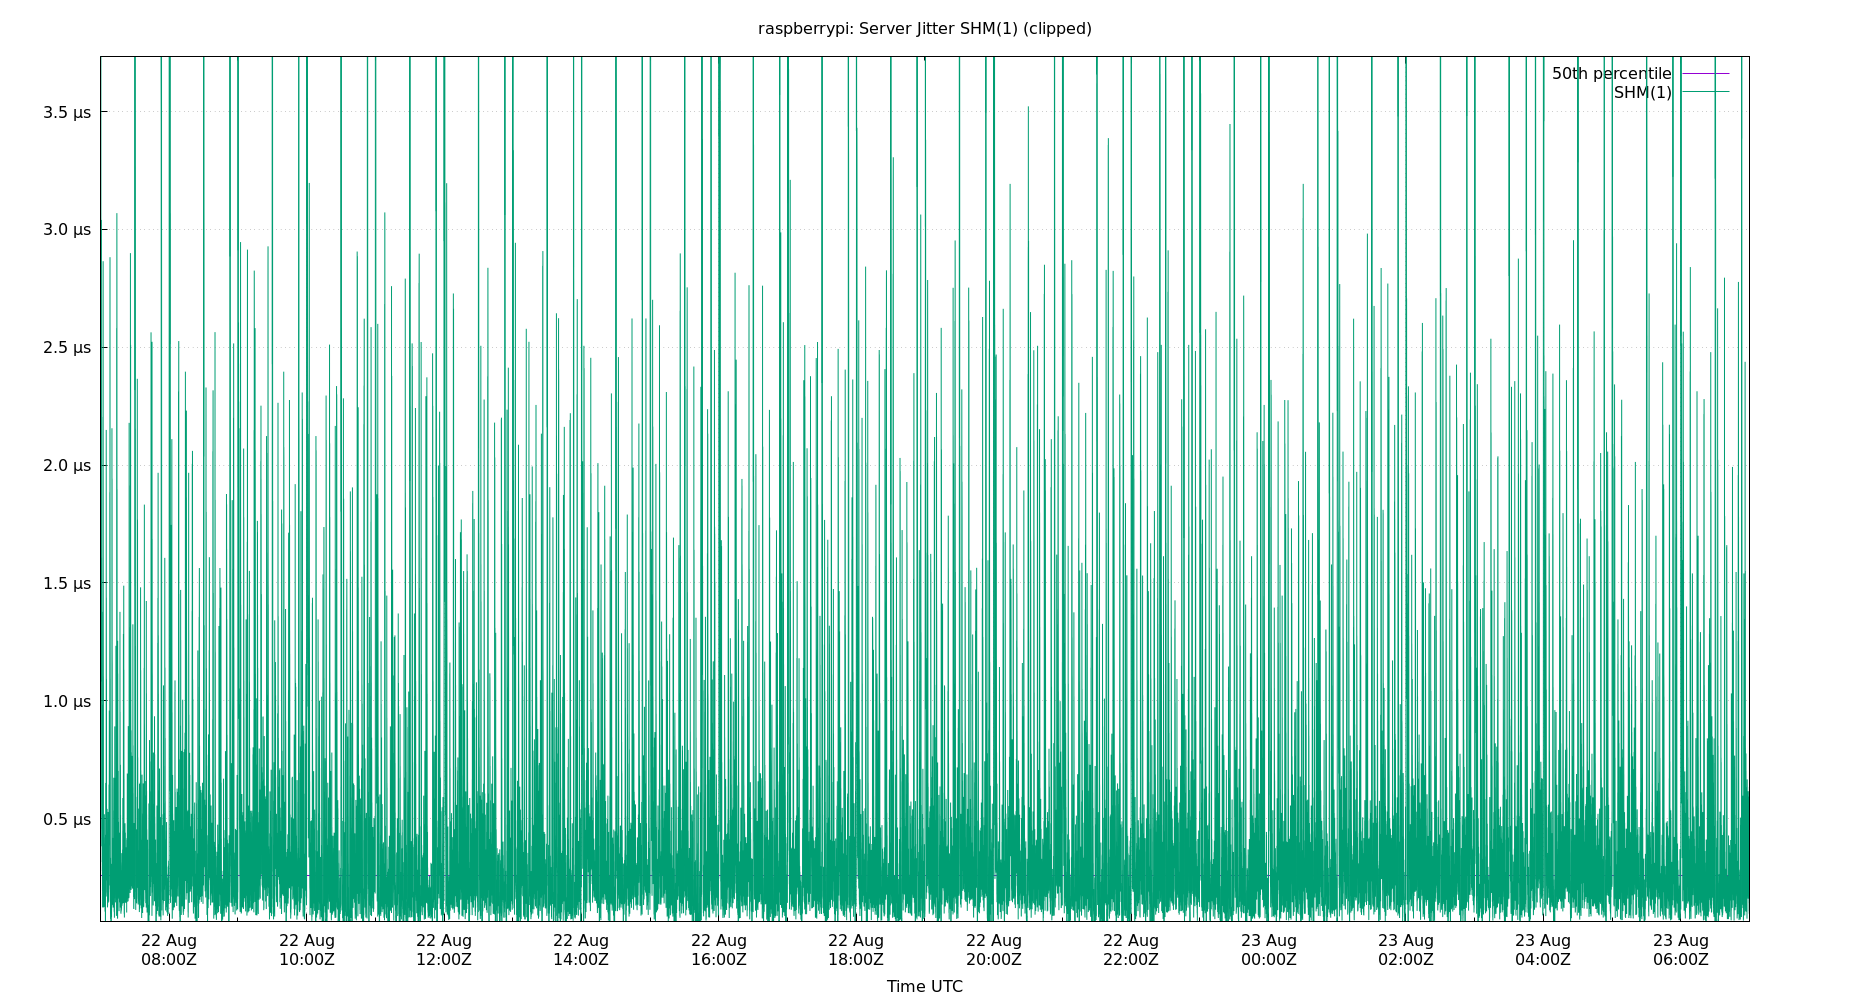 raspberrypi: Server Jitter SHM(1) (clipped)
50th percentile
SHM(1)
3.5 μs
3.0 μs
2.5 μs
2.0 μs
1.5 μs
1.0 μs
0.5 μs
22 Aug 22 Aug 22 Aug 22 Aug 22 Aug 22 Aug 22 Aug 22 Aug 23 Aug 23 Aug 23 Aug 23 Aug
08:00Z 10:00Z 12:00Z 14:00Z 16:00Z 18:00Z 20:00Z 22:00Z 00:00Z 02:00Z 04:00Z 06:00Z
Time UTC